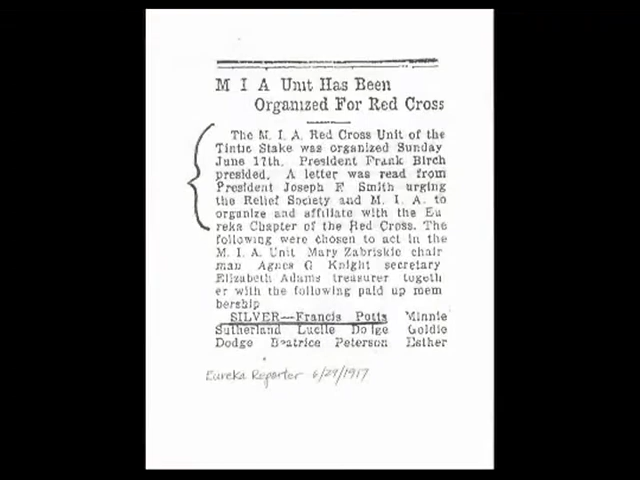 M I A Unit Has Been
Organized For Red Cross
The M. I. A. Red Cross Unit of the
Tintic Stake was organized Sunday
June 17th. President Frank Birch
presided. A letter was read from
President Joseph F Smith urging
the Relief Society and M. I. A. to
organize and affiliate with the Eu
reka Chapter of the Red Cross. The
following were chosen to act in the
M. I. A. Unit Mary Zabriskie chair
man Agnes G Knight secretary
Elizabeth Adams treasurer togeth
er with the following paid up mem
bership
SILVER—Francis Potts Minnie
Sutherland Lucile Dodge Goldie
Dodge Beatrice Peterson Esther
Eureka Reporter 6/29/1917